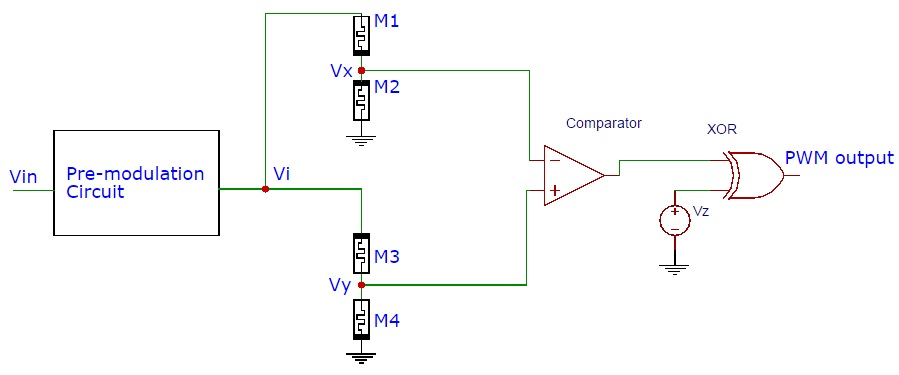 M1
Vx
M2
Comparator
XOR
Vin
Pre-modulation
Circuit
Vi
PWM output
−
+
+
−
Vz
M3
Vy
M4